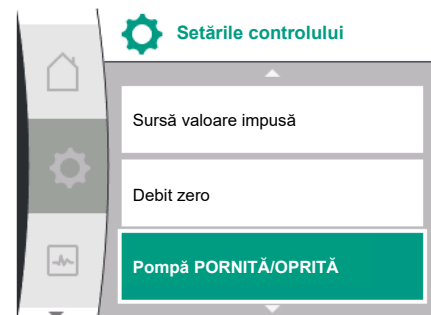 Setările controlului
Sursă valoare impusă
Debit zero
Pompă PORNITĂ/OPRITĂ